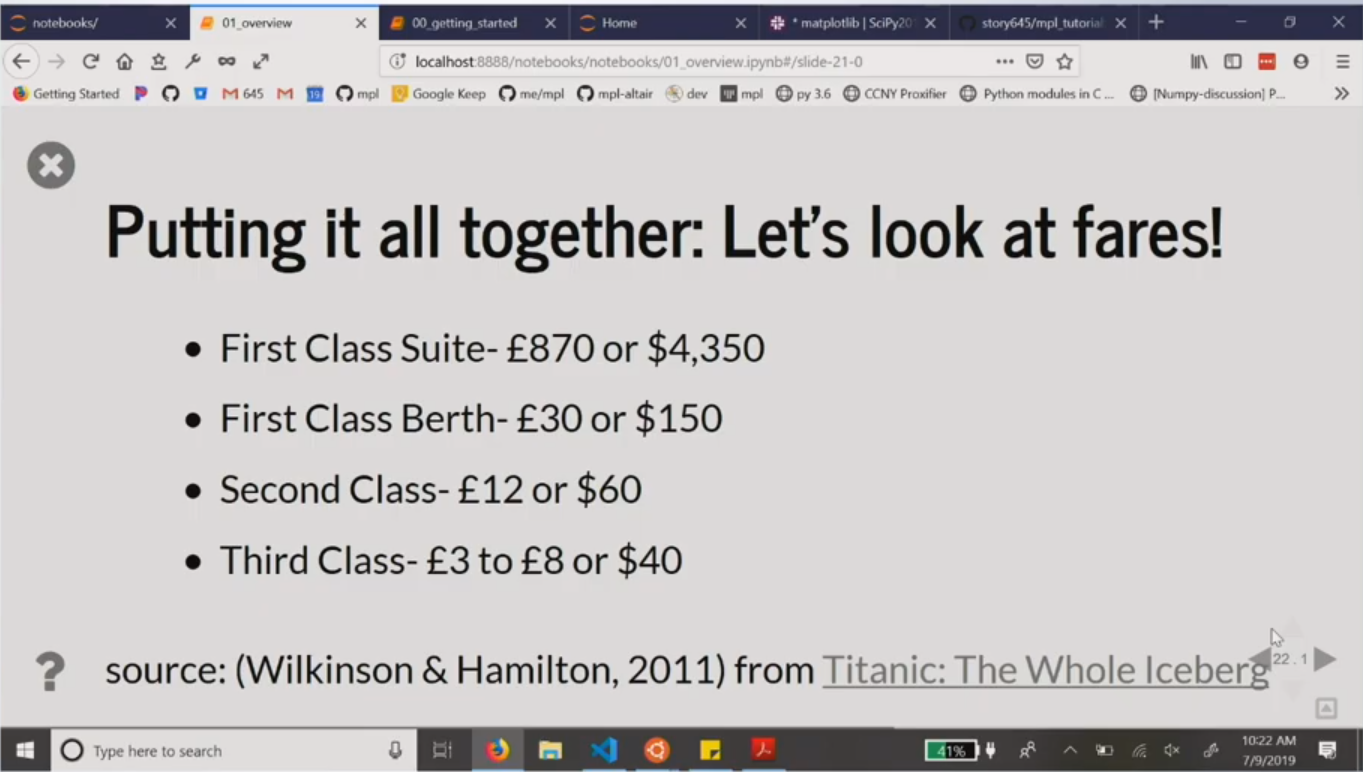 notebooks/ 01_overview 00_getting_started Home * matplotlib | SciPy20 story645/mpl_tutorial
localhost:8888/notebooks/notebooks/01_overview.ipynb#/slide-21-0
Getting Started M 645 19 mpl Google Keep me/mpl mpl-altair dev mpl py 3.6 CCNY Proxifier Python modules in C ... [Numpy-discussion] P...
Putting it all together: Let's look at fares!
• First Class Suite- £870 or $4,350
• First Class Berth- £30 or $150
• Second Class- £12 or $60
• Third Class- £3 to £8 or $40
? source: (Wilkinson & Hamilton, 2011) from Titanic: The Whole Iceberg
22.1
Type here to search 41% 10:22 AM
7/9/2019